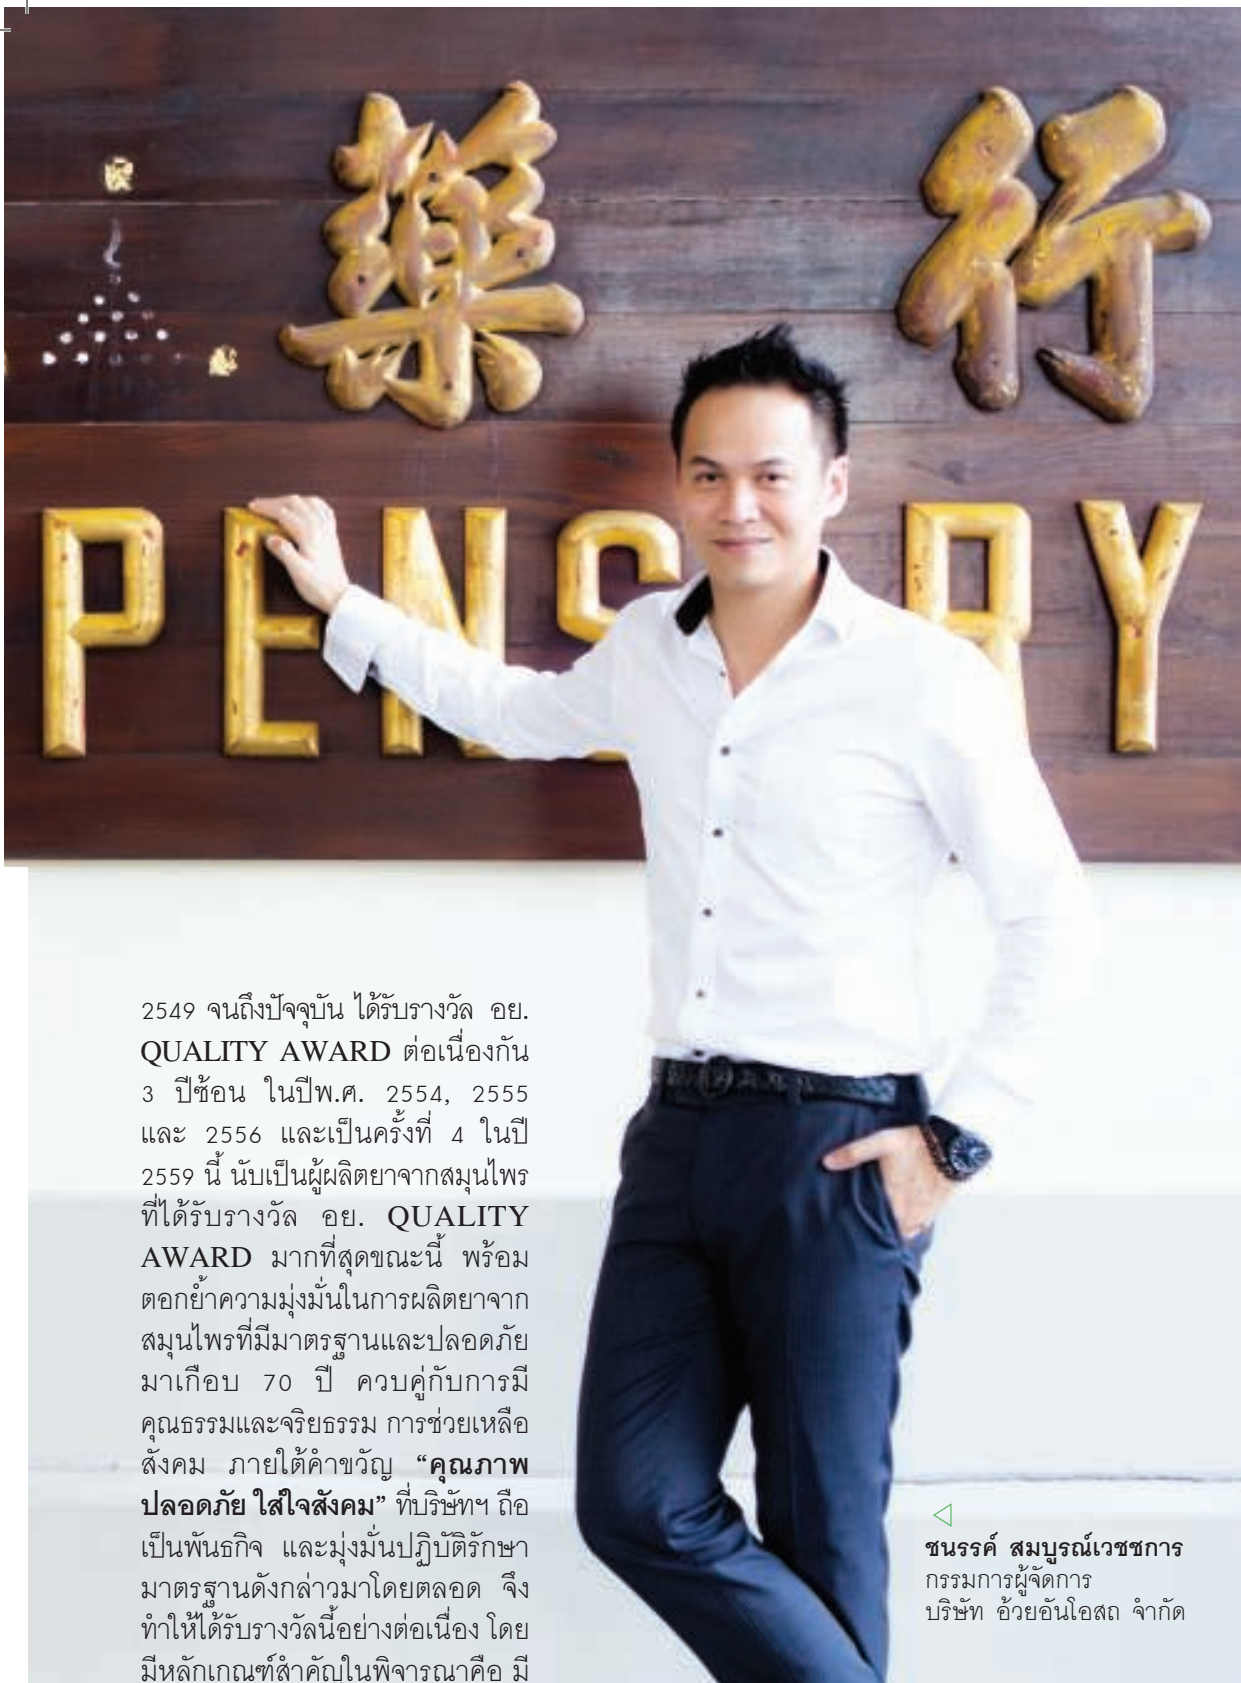 藥 行
PENS RY
2549 จนถึงปัจจุบัน ได้รับรางวัล อย.
QUALITY AWARD ต่อเนื่องกัน
3 ปีซ้อน ในปีพ.ศ. 2554, 2555
และ 2556 และเป็นครั้งที่ 4 ในปี
2559 นี้ นับเป็นผู้ผลิตยาจากสมุนไพร
ที่ได้รับรางวัล อย. QUALITY
AWARD มากที่สุดขณะนี้ พร้อม
ตอกย้ำความมุ่งมั่นในการผลิตยาจาก
สมุนไพรที่มีมาตรฐานและปลอดภัย
มาเกือบ 70 ปี ควบคู่กับการมี
คุณธรรมและจริยธรรม การช่วยเหลือ
สังคม ภายใต้คำขวัญ “คุณภาพ
ปลอดภัย ใส่ใจสังคม” ที่บริษัทฯ ถือ
เป็นพันธกิจ และมุ่งมั่นปฏิบัติรักษา
มาตรฐานดังกล่าวมาโดยตลอด จึง
ทำให้ได้รับรางวัลนี้อย่างต่อเนื่อง โดย
มีหลักเกณฑ์สำคัญในพิจารณาคือ มี
ชนรรค์ สมบูรณ์เวชชการ
กรรมการผู้จัดการ
บริษัท อ้วยอันโอสถ จำกัด